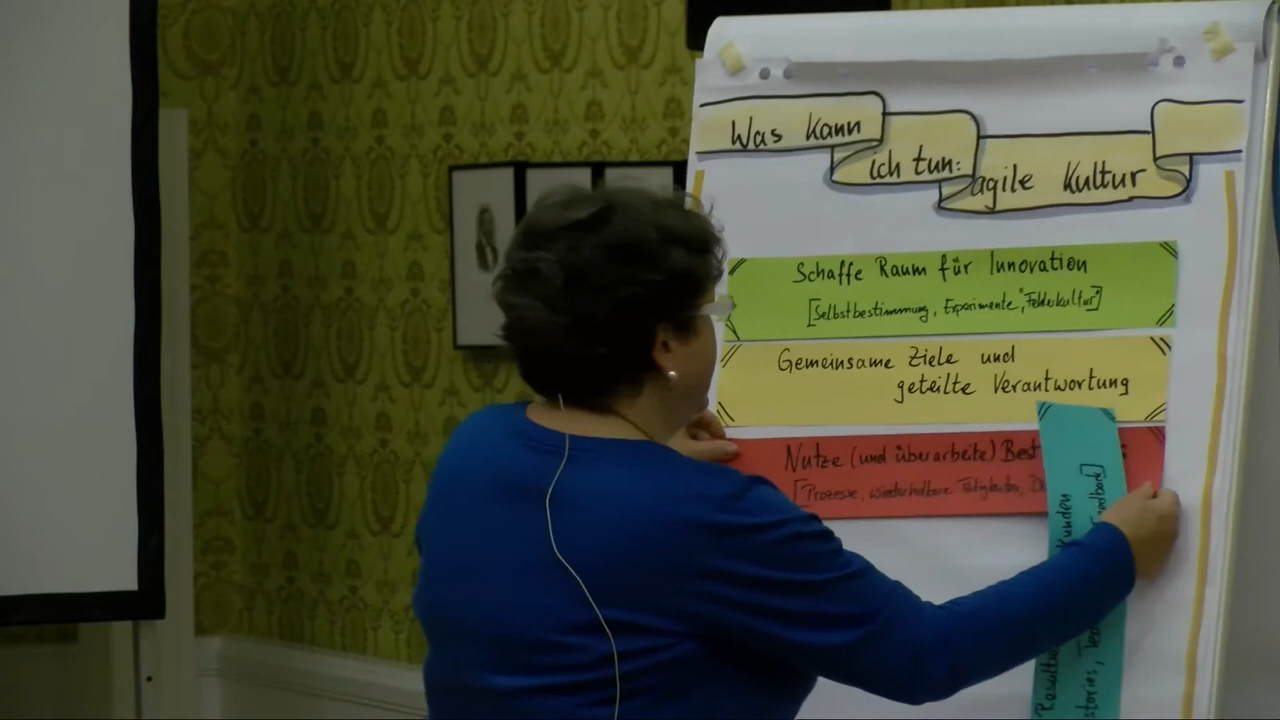 Was kann
ich tun:
agile Kultur
Schaffe Raum für Innovation
[Selbstbestimmung, Experimente, "Fehlerkultur"]
Gemeinsame Ziele und
geteilte Verantwortung
Nutze (und überarbeite) Best
[Prozesse, wiederholbare Tätigkeiten,
Kunden
stories,